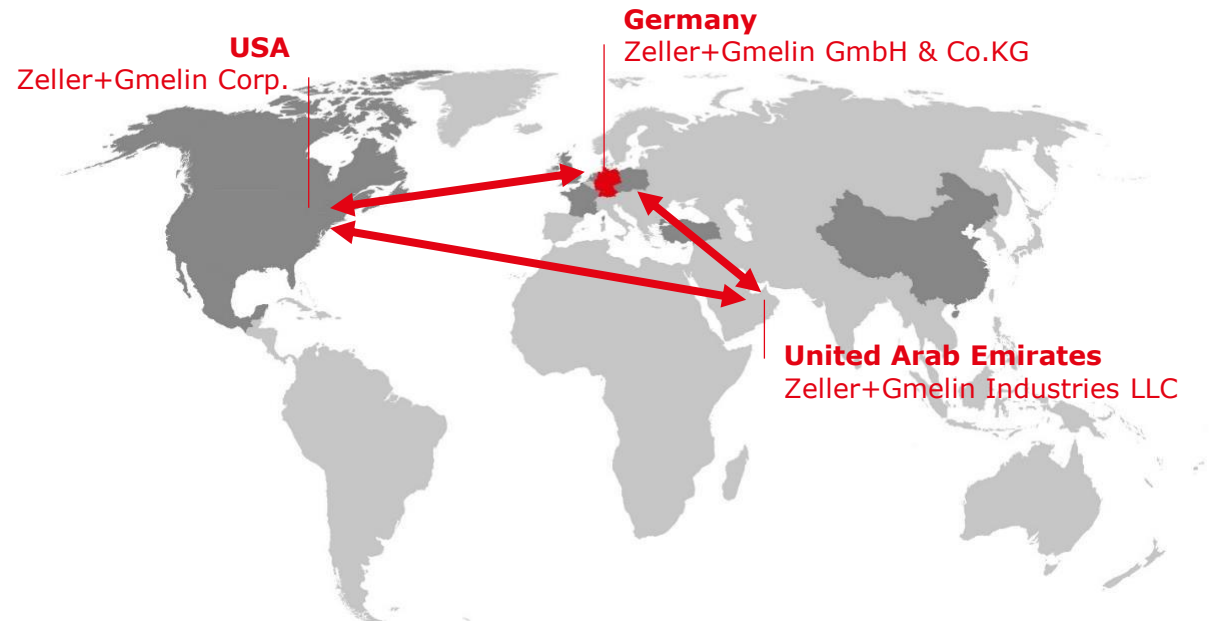 USA
Zeller+Gmelin Corp.
Germany
Zeller+Gmelin GmbH & Co.KG
United Arab Emirates
Zeller+Gmelin Industries LLC